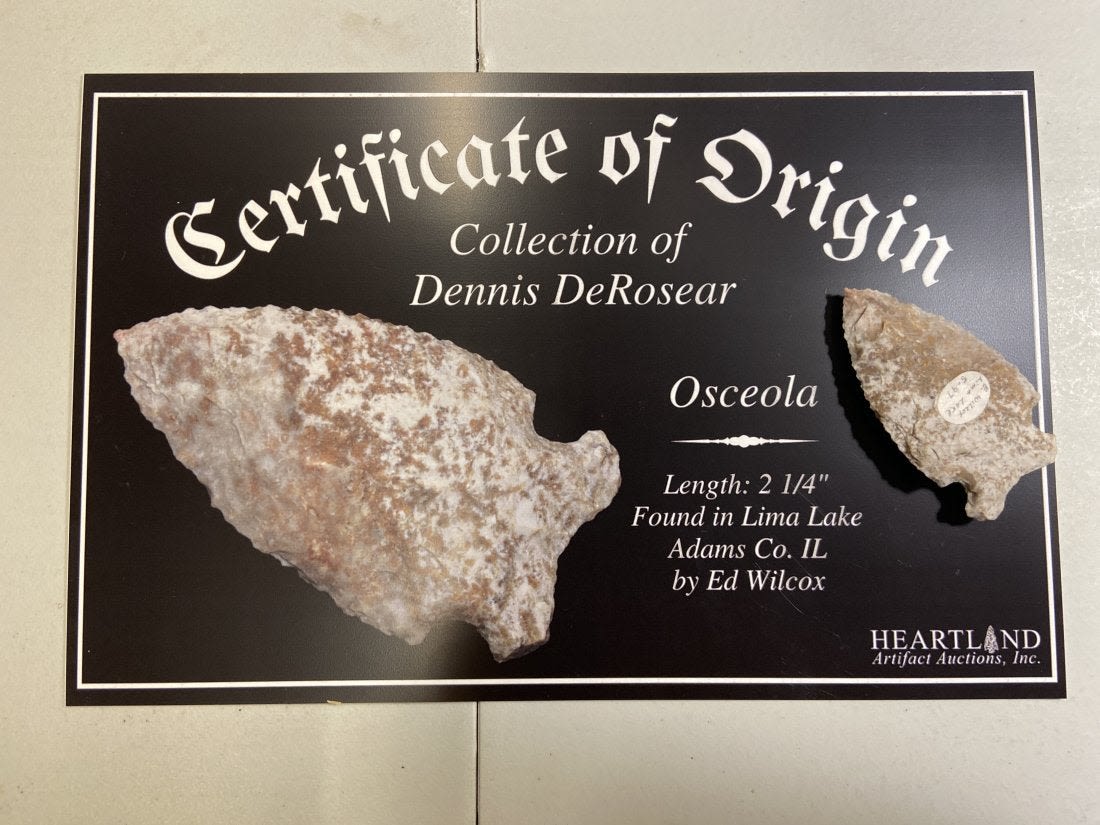 Certificate of Origin
Collection of
Dennis DeRosear
Osceola
Length: 2 1/4"
Found in Lima Lake
Adams Co. IL
by Ed Wilcox
HEARTLAND
Artifact Auctions, Inc.